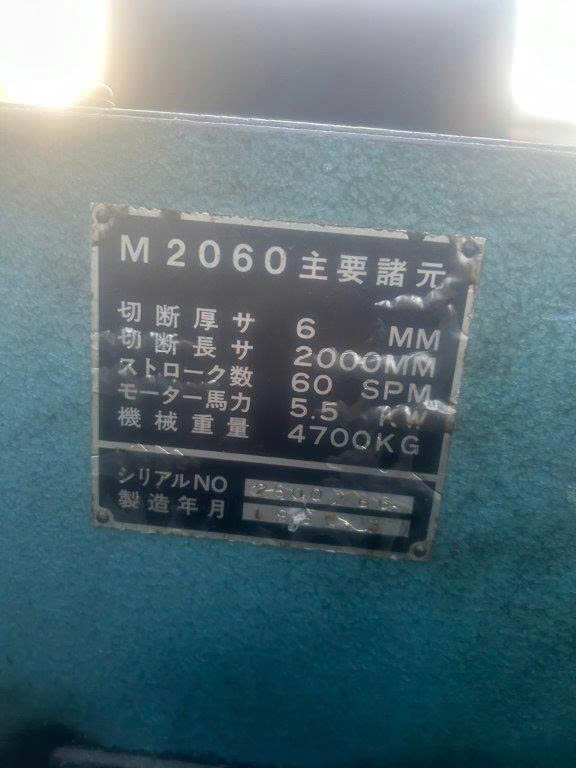 M2060 主要諸元
切断厚サ 6 MM
切断長サ 2000MM
ストローク数 60 SPM
モーター馬力 5.5 KW
機械重量 4700KG
シリアルNO
製造年月